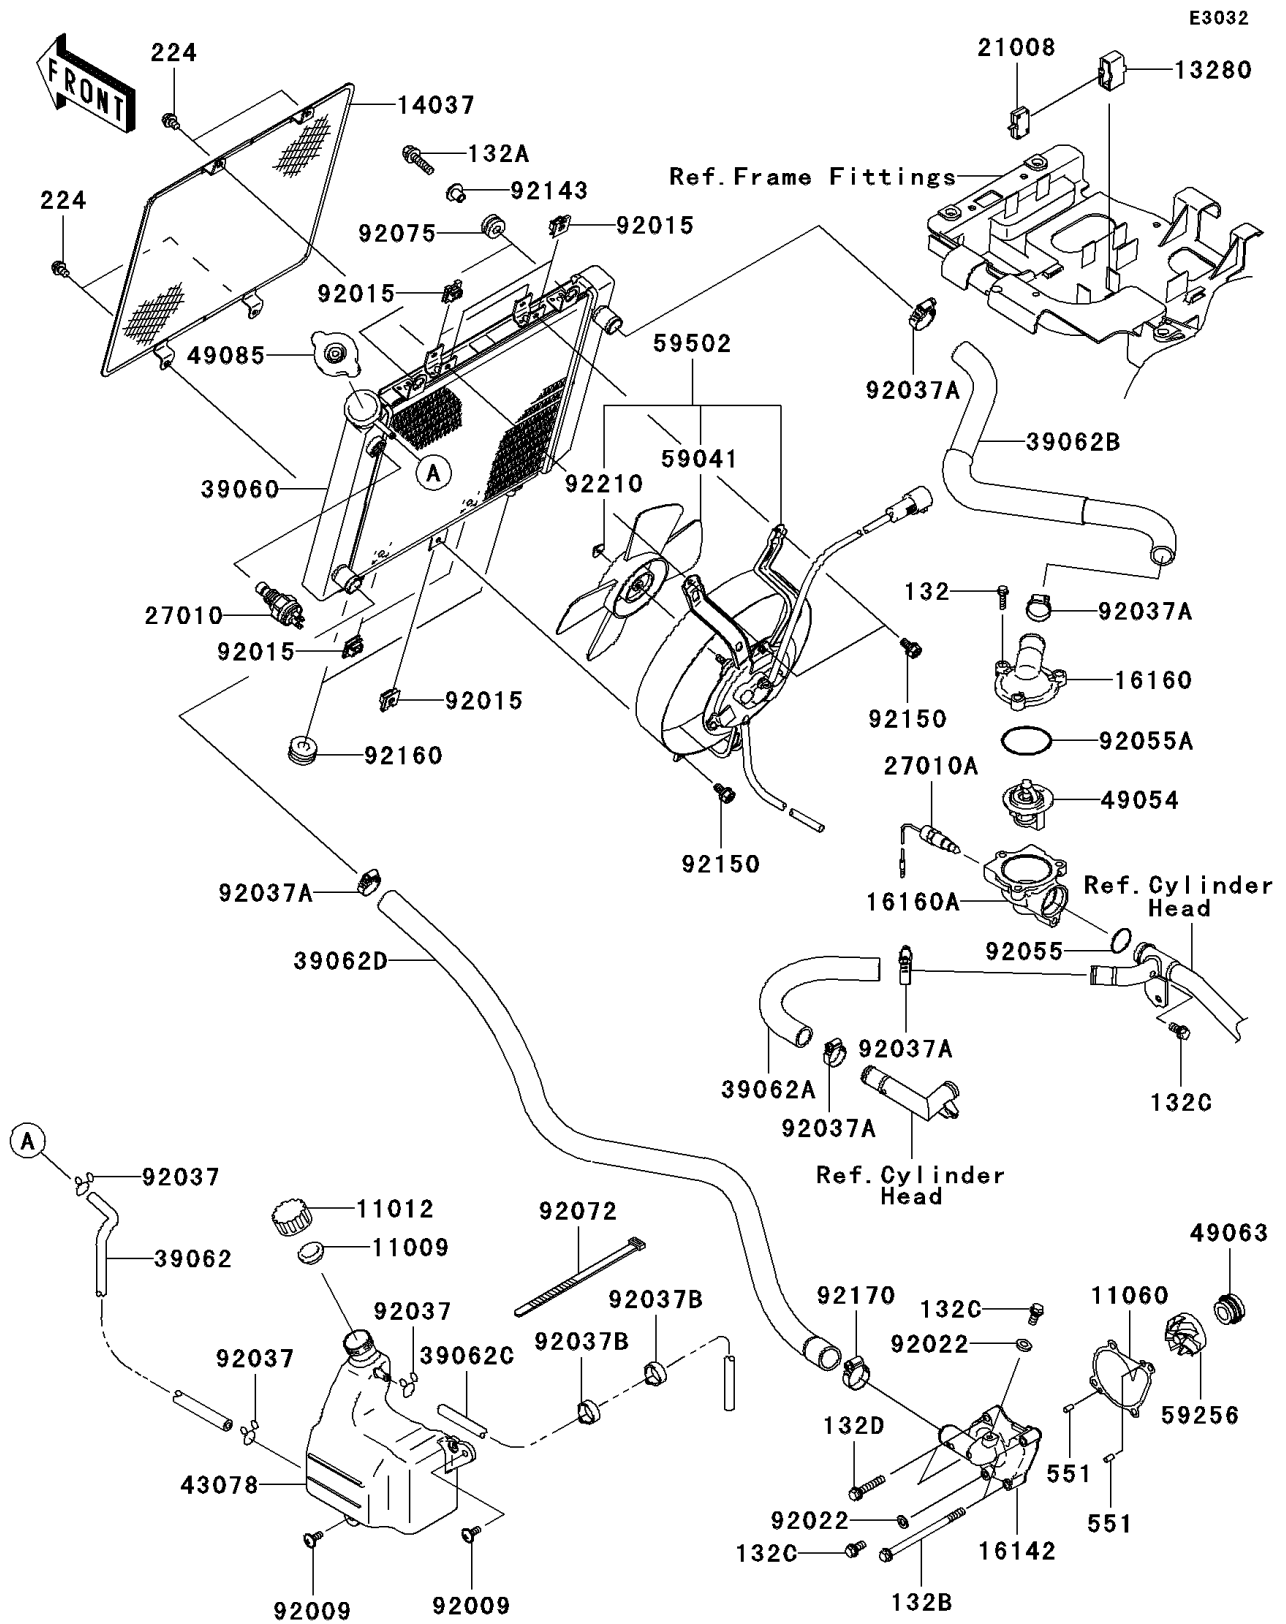 E3032
224
21008
13280
FRONT
14037
132A
92143
Ref.Frame Fittings
224
92075
92015
92015
49085
59502
92037A
39062B
59041
A
92210
39060
132
92037A
27010
92015
16160
92015
92150
92055A
92160
27010A
49054
92150
92037A
16160A
Ref.Cylinder
Head
92055
39062D
92037A
39062A
132C
92037A
A
92037
Ref.Cylinder
Head
11012
92072
49063
39062
11009
92037
92037B
92170
132C
11060
92037
39062C
92037B
92022
59256
132D
43078
551
92022
551
132C
16142
92009
92009
132B